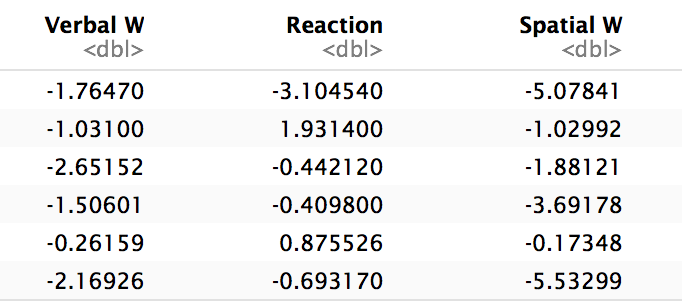 Verbal W Reaction Spatial W
<dbl> <dbl> <dbl>
-1.76470 -3.104540 -5.07841
-1.03100 1.931400 -1.02992
-2.65152 -0.442120 -1.88121
-1.50601 -0.409800 -3.69178
-0.26159 0.875526 -0.17348
-2.16926 -0.693170 -5.53299